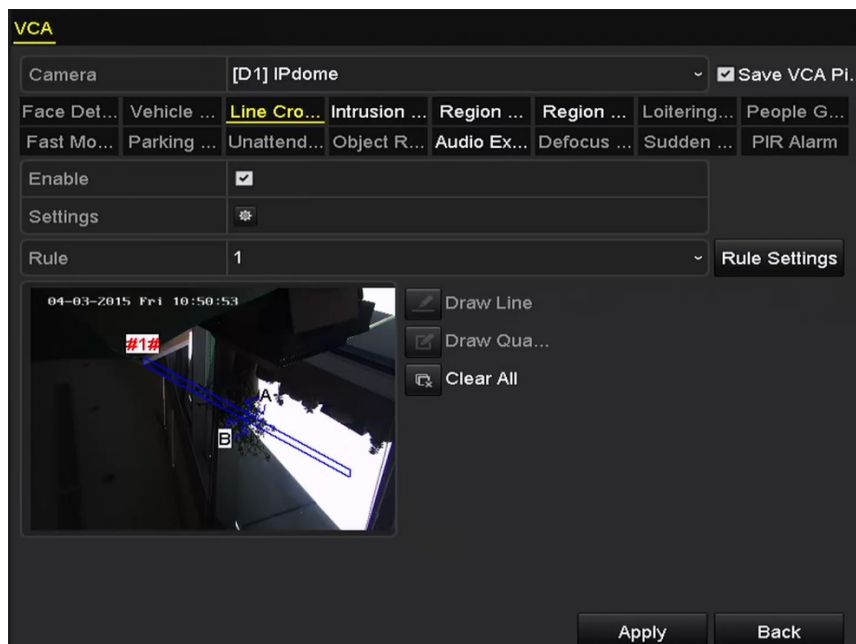 VCA
Camera [D1] IPdome Save VCA Pi.
Face Det... Vehicle ... Line Cro... Intrusion ... Region ... Region ... Loitering... People G...
Fast Mo... Parking ... Unattend... Object R... Audio Ex... Defocus ... Sudden ... PIR Alarm
Enable
Settings
Rule 1 Rule Settings
04-03-2015 Fri 10:50:53
#1#
A
B
Draw Line
Draw Qua...
Clear All
Apply Back